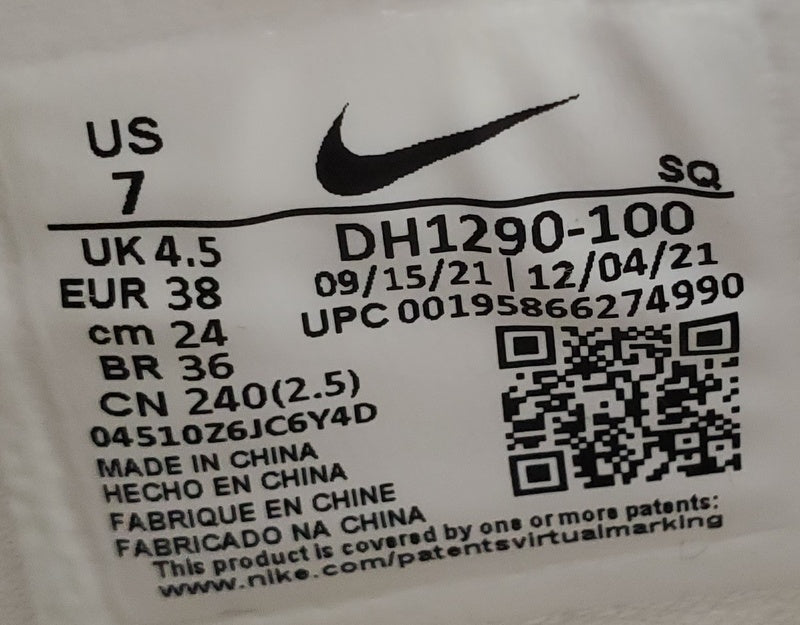 US
7
SQ
UK 4.5
EUR 38
cm 24
BR 36
CN 240(2.5)
04510Z6JC6Y4D
DH1290-100
09/15/21 | 12/04/21
UPC 00195866274990
MADE IN CHINA
HECHO EN CHINA
FABRIQUE EN CHINE
FABRICADO NA CHINA
This product is covered by one or more patents:
www.nike.com/patentsvirtualmarking